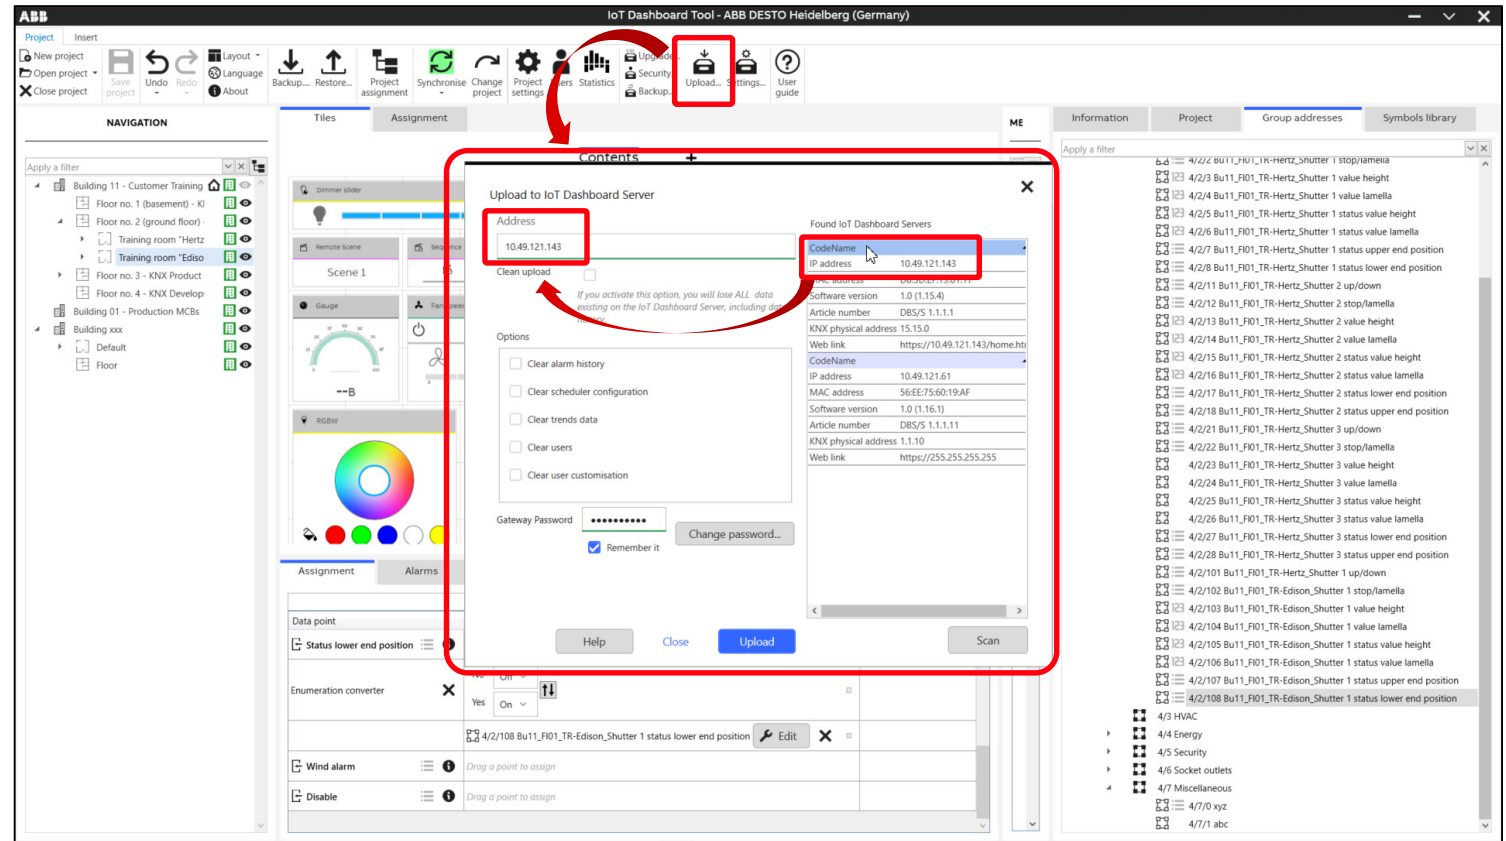 ABB
IoT Dashboard Tool - ABB DESTO Heidelberg (Germany)
Project
Insert
New project
Open project
Close project
Save project
Undo
Redo
Layout
Language
About
Backup...
Restore...
Project assignment
Synchronise
Change project
Project settings
Users
Statistics
Upgrade...
Security
Backup...
Upload...
Settings...
User guide
NAVIGATION
Apply a filter
Building 11 - Customer Training
Floor no. 1 (basement) - Kl
Floor no. 2 (ground floor) -
Training room "Hertz
Training room "Ediso
Floor no. 3 - KNX Product
Floor no. 4 - KNX Develop
Building 01 - Production MCBs
Building xxx
Default
Floor
Tiles
Assignment
Contents
+
Dimmer slider
Remote Scene
Sequence
Scene 1
Gauge
Fan speed
--B
RGBW
Upload to IoT Dashboard Server
Address
10.49.121.143
Clean upload
If you activate this option, you will lose ALL data
existing on the IoT Dashboard Server, including data
history.
Options
Clear alarm history
Clear scheduler configuration
Clear trends data
Clear users
Clear user customisation
Gateway Password
Change password...
Remember it
Help
Close
Upload
Scan
Found IoT Dashboard Servers
CodeName
IP address 10.49.121.143
MAC address
Software version 1.0 (1.15.4)
Article number DBS/S 1.1.1.1
KNX physical address 15.15.0
Web link https://10.49.121.143/home.htm
CodeName
IP address 10.49.121.61
MAC address 56:EE:75:60:19:AF
Software version 1.0 (1.16.1)
Article number DBS/S 1.1.1.11
KNX physical address 1.1.10
Web link https://255.255.255.255
Assignment
Alarms
Data point
Status lower end position
Enumeration converter
No Off
Yes On
4/2/108 Bu11_Fl01_TR-Edison_Shutter 1 status lower end position
Edit
Wind alarm
Drag a point to assign
Disable
Drag a point to assign
ME
Information
Project
Group addresses
Symbols library
Apply a filter
4/2/2 Bu11_Fl01_TR-Hertz_Shutter 1 stop/lamella
4/2/3 Bu11_Fl01_TR-Hertz_Shutter 1 value height
4/2/4 Bu11_Fl01_TR-Hertz_Shutter 1 value lamella
4/2/5 Bu11_Fl01_TR-Hertz_Shutter 1 status value height
4/2/6 Bu11_Fl01_TR-Hertz_Shutter 1 status value lamella
4/2/7 Bu11_Fl01_TR-Hertz_Shutter 1 status upper end position
4/2/8 Bu11_Fl01_TR-Hertz_Shutter 1 status lower end position
4/2/11 Bu11_Fl01_TR-Hertz_Shutter 2 up/down
4/2/12 Bu11_Fl01_TR-Hertz_Shutter 2 stop/lamella
4/2/13 Bu11_Fl01_TR-Hertz_Shutter 2 value height
4/2/14 Bu11_Fl01_TR-Hertz_Shutter 2 value lamella
4/2/15 Bu11_Fl01_TR-Hertz_Shutter 2 status value height
4/2/16 Bu11_Fl01_TR-Hertz_Shutter 2 status value lamella
4/2/17 Bu11_Fl01_TR-Hertz_Shutter 2 status lower end position
4/2/18 Bu11_Fl01_TR-Hertz_Shutter 2 status upper end position
4/2/21 Bu11_Fl01_TR-Hertz_Shutter 3 up/down
4/2/22 Bu11_Fl01_TR-Hertz_Shutter 3 stop/lamella
4/2/23 Bu11_Fl01_TR-Hertz_Shutter 3 value height
4/2/24 Bu11_Fl01_TR-Hertz_Shutter 3 value lamella
4/2/25 Bu11_Fl01_TR-Hertz_Shutter 3 status value height
4/2/26 Bu11_Fl01_TR-Hertz_Shutter 3 status value lamella
4/2/27 Bu11_Fl01_TR-Hertz_Shutter 3 status lower end position
4/2/28 Bu11_Fl01_TR-Hertz_Shutter 3 status upper end position
4/2/101 Bu11_Fl01_TR-Hertz_Shutter 1 up/down
4/2/102 Bu11_Fl01_TR-Edison_Shutter 1 stop/lamella
4/2/103 Bu11_Fl01_TR-Edison_Shutter 1 value height
4/2/104 Bu11_Fl01_TR-Edison_Shutter 1 value lamella
4/2/105 Bu11_Fl01_TR-Edison_Shutter 1 status value height
4/2/106 Bu11_Fl01_TR-Edison_Shutter 1 status value lamella
4/2/107 Bu11_Fl01_TR-Edison_Shutter 1 status upper end position
4/2/108 Bu11_Fl01_TR-Edison_Shutter 1 status lower end position
4/3 HVAC
4/4 Energy
4/5 Security
4/6 Socket outlets
4/7 Miscellaneous
4/7/0 xyz
4/7/1 abc